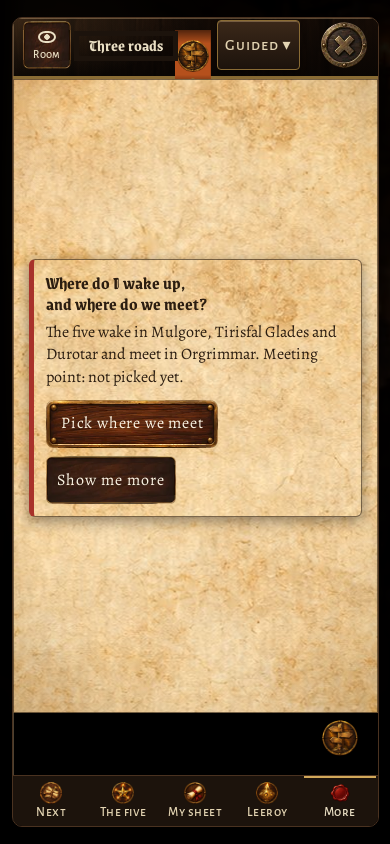 Room
Three roads
Guided ▼
Where do I wake up,
and where do we meet?
The five wake in Mulgore, Tirisfal Glades and
Durotar and meet in Orgrimmar. Meeting
point: not picked yet.
Pick where we meet
Show me more
Next
The five
My sheet
Leeroy
More